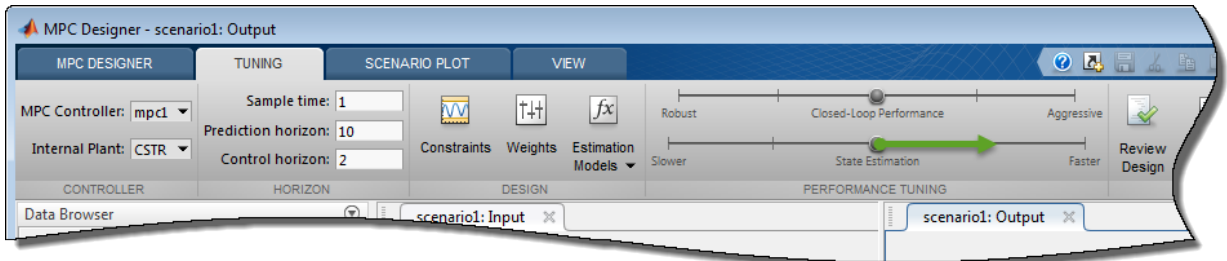 MPC Designer - scenario1: Output
MPC DESIGNER TUNING SCENARIO PLOT VIEW
MPC Controller: mpc1
Internal Plant: CSTR
CONTROLLER
Sample time: 1
Prediction horizon: 10
Control horizon: 2
HORIZON
Constraints
Weights
fx
Estimation
Models
DESIGN
Robust Closed-Loop Performance Aggressive
Slower State Estimation Faster
PERFORMANCE TUNING
Review
Design
Data Browser
scenario1: Input
scenario1: Output